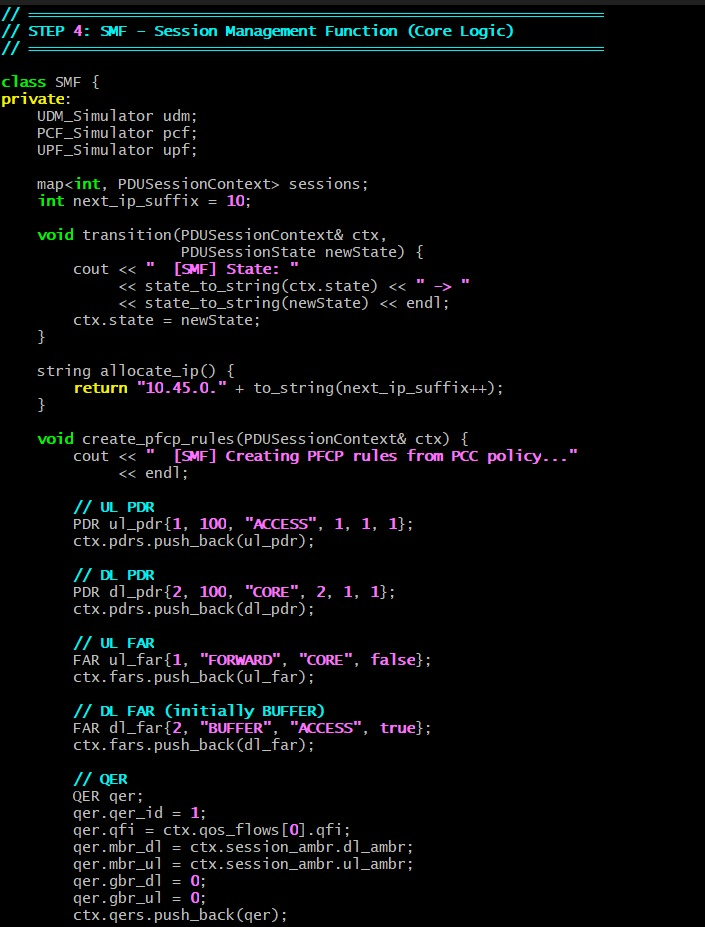 // ════════════════════════════════════════════════════════════════
// STEP 4: SMF - Session Management Function (Core Logic)
// ════════════════════════════════════════════════════════════════
class SMF {
private:
    UDM_Simulator udm;
    PCF_Simulator pcf;
    UPF_Simulator upf;
    map<int, PDUSessionContext> sessions;
    int next_ip_suffix = 10;
    void transition(PDUSessionContext& ctx,
                    PDUSessionState newState) {
        cout << "  [SMF] State: "
             << state_to_string(ctx.state) << " -> "
             << state_to_string(newState) << endl;
        ctx.state = newState;
    }
    string allocate_ip() {
        return "10.45.0." + to_string(next_ip_suffix++);
    }
    void create_pfcp_rules(PDUSessionContext& ctx) {
        cout << "  [SMF] Creating PFCP rules from PCC policy..."
             << endl;
        // UL PDR
        PDR ul_pdr{1, 100, "ACCESS", 1, 1, 1};
        ctx.pdrs.push_back(ul_pdr);
        // DL PDR
        PDR dl_pdr{2, 100, "CORE", 2, 1, 1};
        ctx.pdrs.push_back(dl_pdr);
        // UL FAR
        FAR ul_far{1, "FORWARD", "CORE", false};
        ctx.fars.push_back(ul_far);
        // DL FAR (initially BUFFER)
        FAR dl_far{2, "BUFFER", "ACCESS", true};
        ctx.fars.push_back(dl_far);
        // QER
        QER qer;
        qer.qer_id = 1;
        qer.qfi = ctx.qos_flows[0].qfi;
        qer.mbr_dl = ctx.session_ambr.dl_ambr;
        qer.mbr_ul = ctx.session_ambr.ul_ambr;
        qer.gbr_dl = 0;
        qer.gbr_ul = 0;
        ctx.qers.push_back(qer);